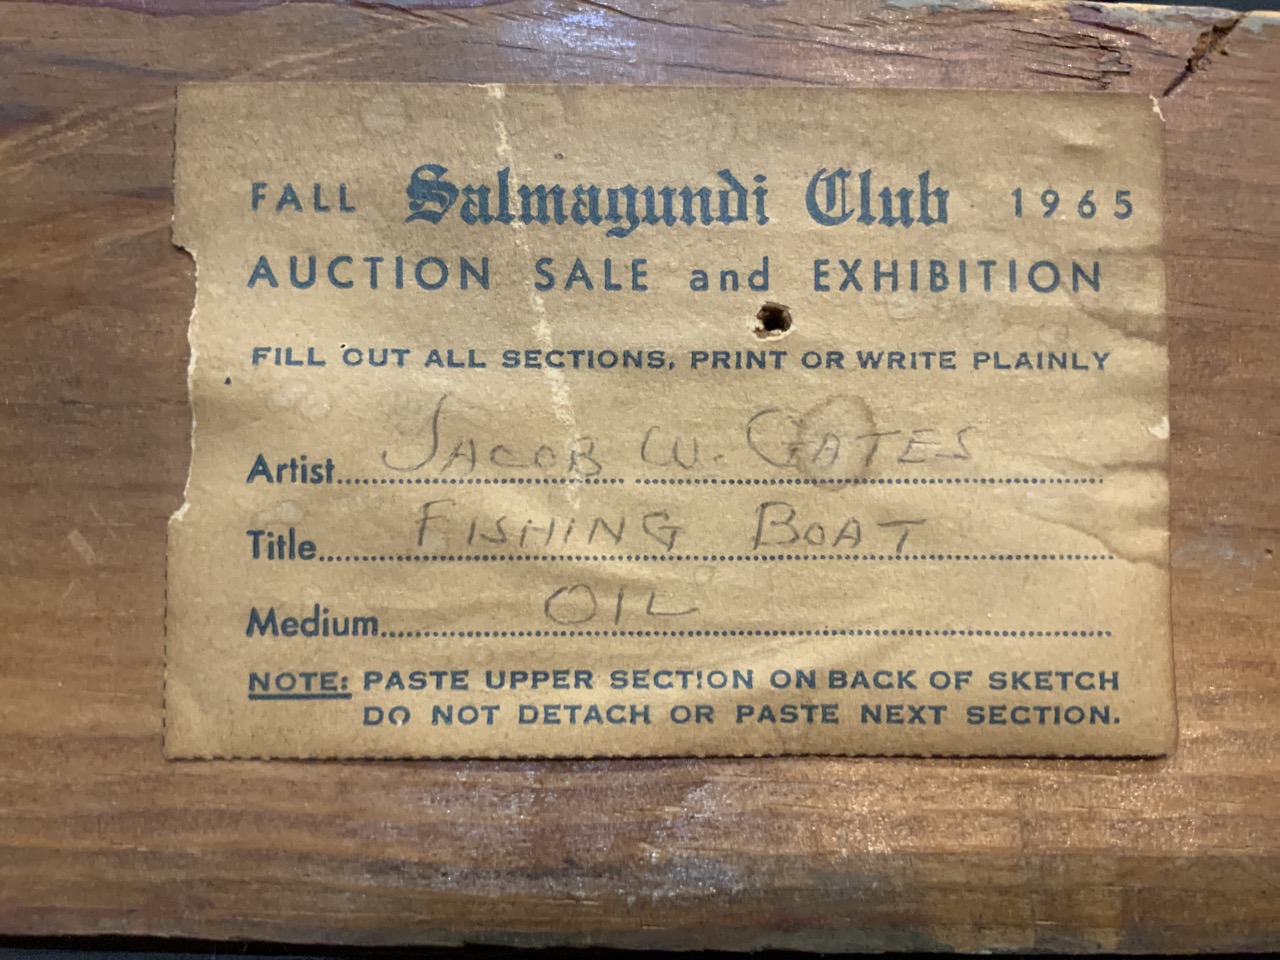 FALL Salmagundi Club 1965
AUCTION SALE and EXHIBITION
FILL OUT ALL SECTIONS, PRINT OR WRITE PLAINLY
Artist JACOB W. GATES
Title FISHING BOAT
Medium OIL
NOTE: PASTE UPPER SECTION ON BACK OF SKETCH
DO NOT DETACH OR PASTE NEXT SECTION.